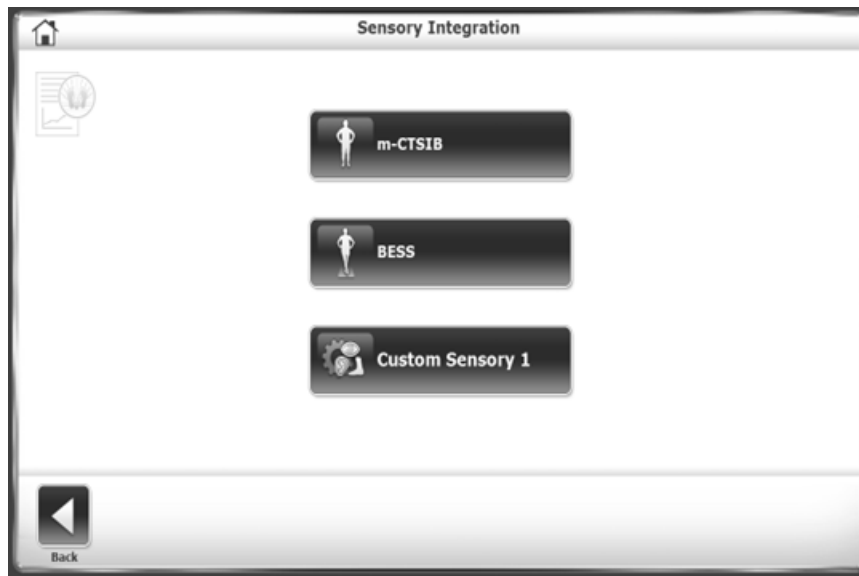 Sensory Integration
m-CTSIB
BESS
Custom Sensory 1
Back